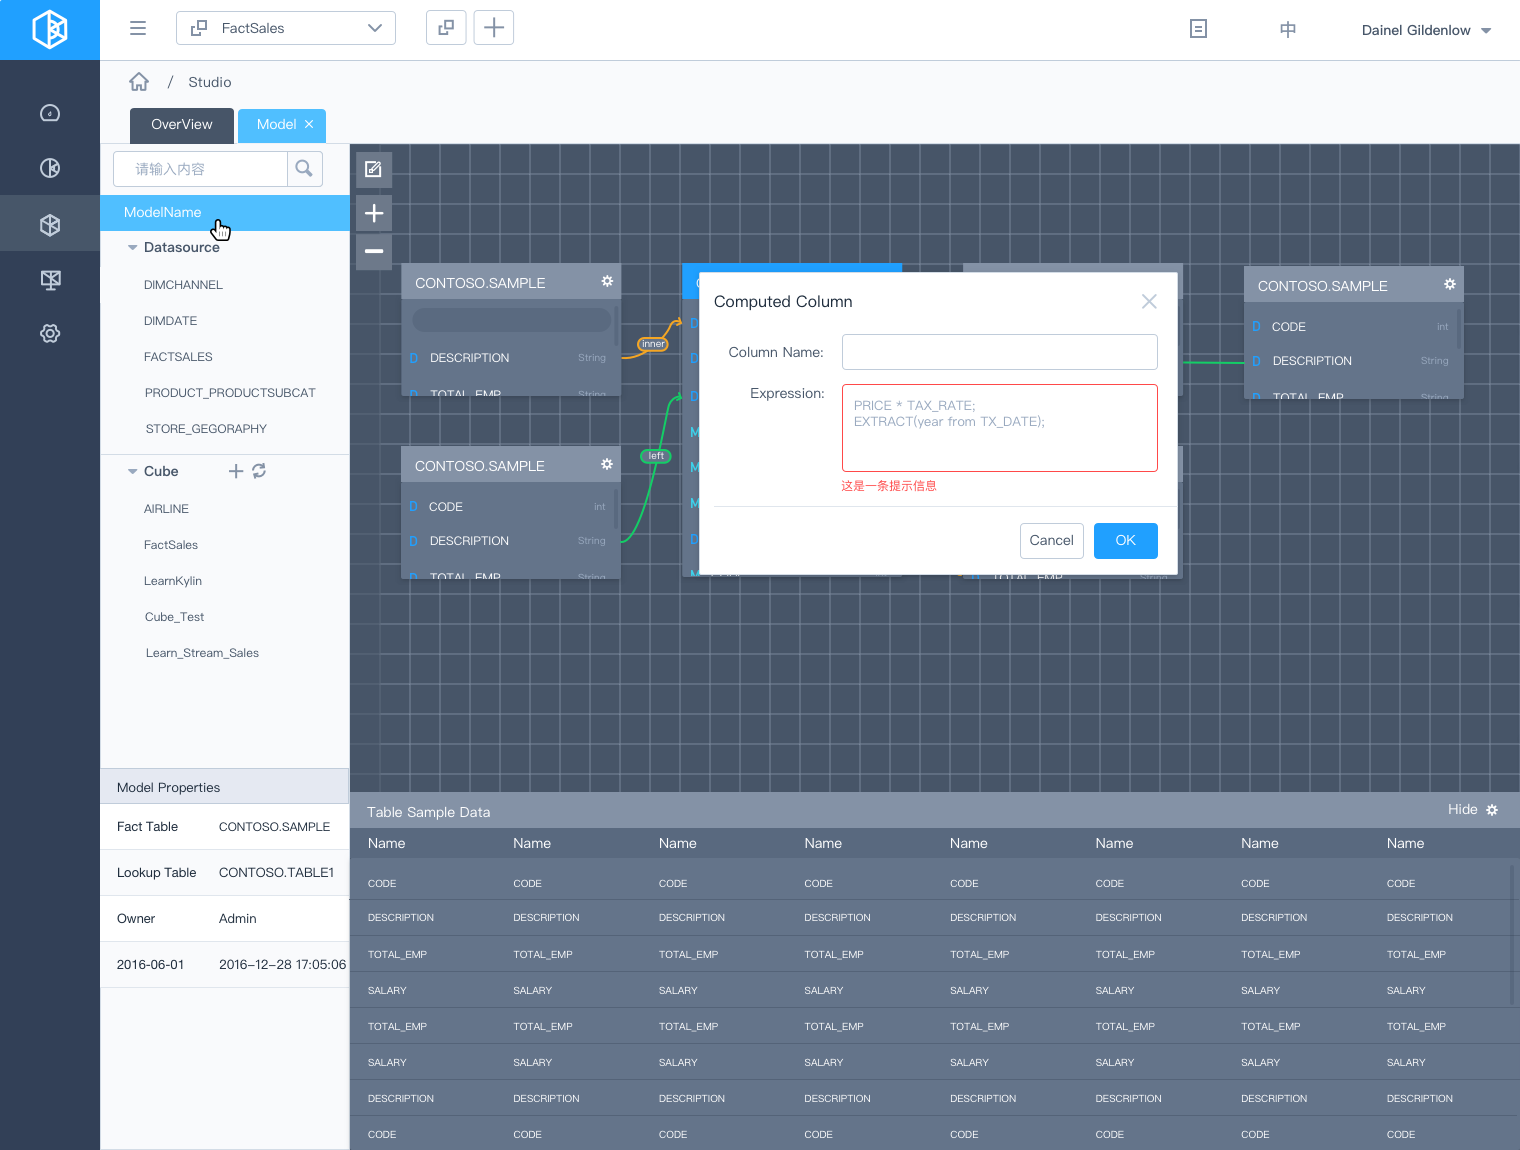 FactSales
中
Dainel Gildenlow
/ Studio
OverView
Model
请输入内容
ModelName
Datasource
DIMCHANNEL
DIMDATE
FACTSALES
PRODUCT_PRODUCTSUBCAT
STORE_GEGORAPHY
Cube
AIRLINE
FactSales
LearnKylin
Cube_Test
Learn_Stream_Sales
Model Properties
Fact Table CONTOSO.SAMPLE
Lookup Table CONTOSO.TABLE1
Owner Admin
2016-06-01 2016-12-28 17:05:06
CONTOSO.SAMPLE
D DESCRIPTION String
D TOTAL_EMP String
inner
CONTOSO.SAMPLE
D CODE int
D DESCRIPTION String
D TOTAL_EMP String
left
D
D
D
M
M
M
D
M
TOTAL_EMP String
CONTOSO.SAMPLE
D CODE int
D DESCRIPTION String
D TOTAL_EMP String
Computed Column
Column Name:
Expression:
PRICE * TAX_RATE;
EXTRACT(year from TX_DATE);
这是一条提示信息
Cancel
OK
Table Sample Data
Hide
Name Name Name Name Name Name Name Name
CODE CODE CODE CODE CODE CODE CODE CODE
DESCRIPTION DESCRIPTION DESCRIPTION DESCRIPTION DESCRIPTION DESCRIPTION DESCRIPTION DESCRIPTION
TOTAL_EMP TOTAL_EMP TOTAL_EMP TOTAL_EMP TOTAL_EMP TOTAL_EMP TOTAL_EMP TOTAL_EMP
SALARY SALARY SALARY SALARY SALARY SALARY SALARY SALARY
TOTAL_EMP TOTAL_EMP TOTAL_EMP TOTAL_EMP TOTAL_EMP TOTAL_EMP TOTAL_EMP TOTAL_EMP
SALARY SALARY SALARY SALARY SALARY SALARY SALARY SALARY
DESCRIPTION DESCRIPTION DESCRIPTION DESCRIPTION DESCRIPTION DESCRIPTION DESCRIPTION DESCRIPTION
CODE CODE CODE CODE CODE CODE CODE CODE